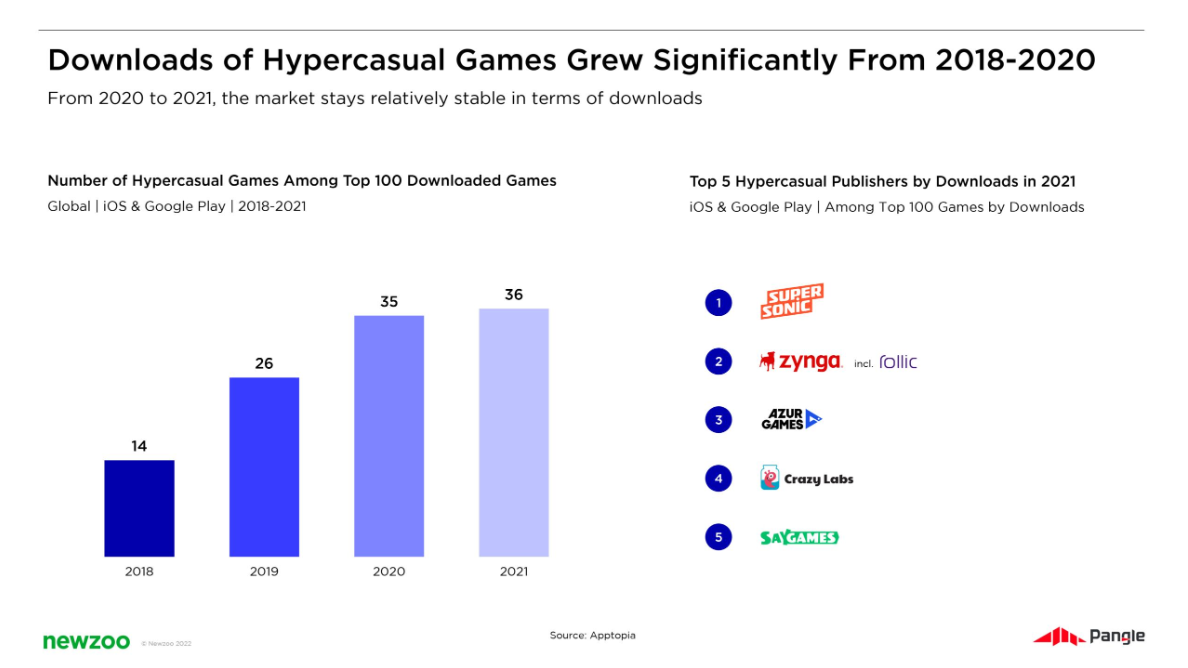 Downloads of Hypercasual Games Grew Significantly From 2018-2020
From 2020 to 2021, the market stays relatively stable in terms of downloads
Number of Hypercasual Games Among Top 100 Downloaded Games
Global | iOS & Google Play | 2018-2021
14
26
35
36
2018
2019
2020
2021
Top 5 Hypercasual Publishers by Downloads in 2021
iOS & Google Play | Among Top 100 Games by Downloads
1
SUPER
SONIC
2 zynga incl. rollic
3
AZUR
GAMES
4 Crazy Labs
5 SAYGAMES
newzoo © Newzoo 2022
Source: Apptopia
Pangle